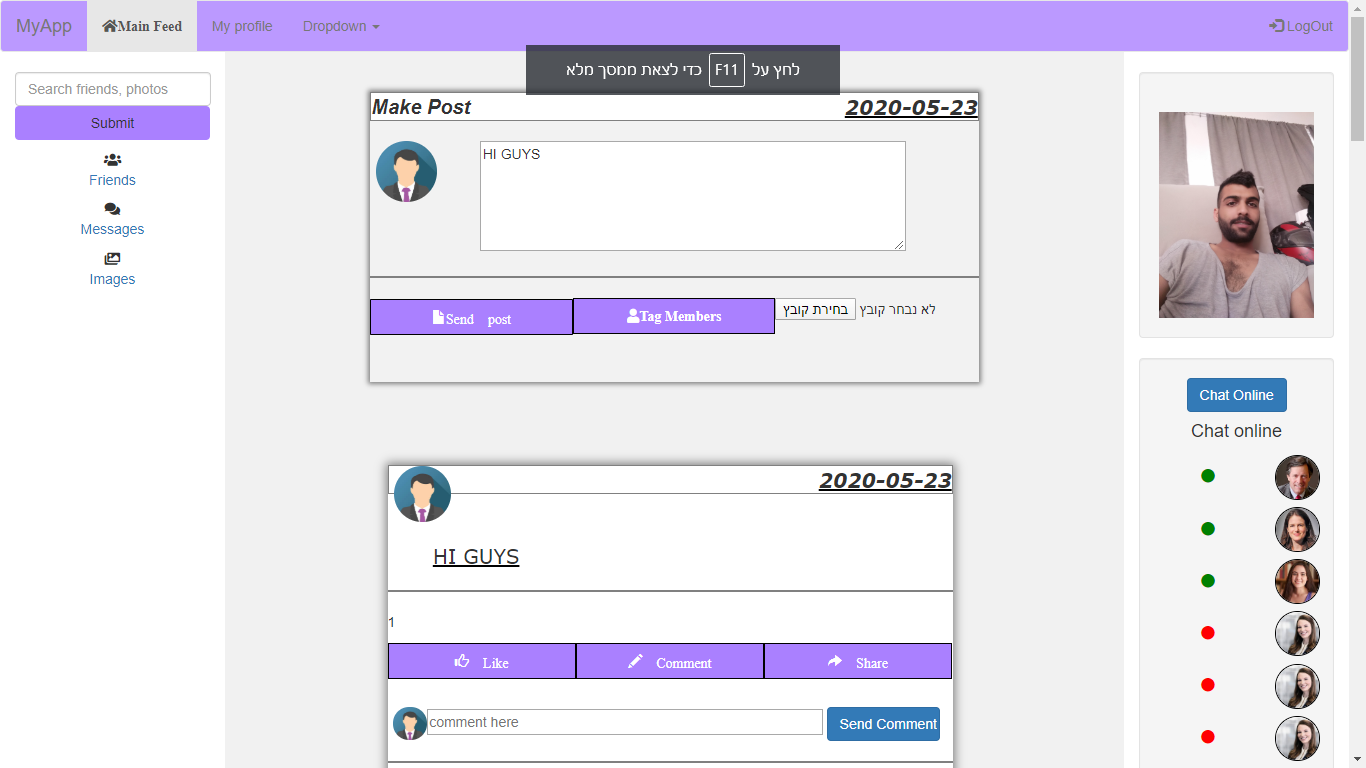 MyApp Main Feed My profile Dropdown LogOut
לחץ על F11 כדי לצאת ממסך מלא
Search friends, photos
Submit
Friends
Messages
Images
Make Post 2020-05-23
HI GUYS
Send post Tag Members בחירת קובץ לא נבחר קובץ
2020-05-23
HI GUYS
1
Like Comment Share
comment here Send Comment
Chat Online
Chat online